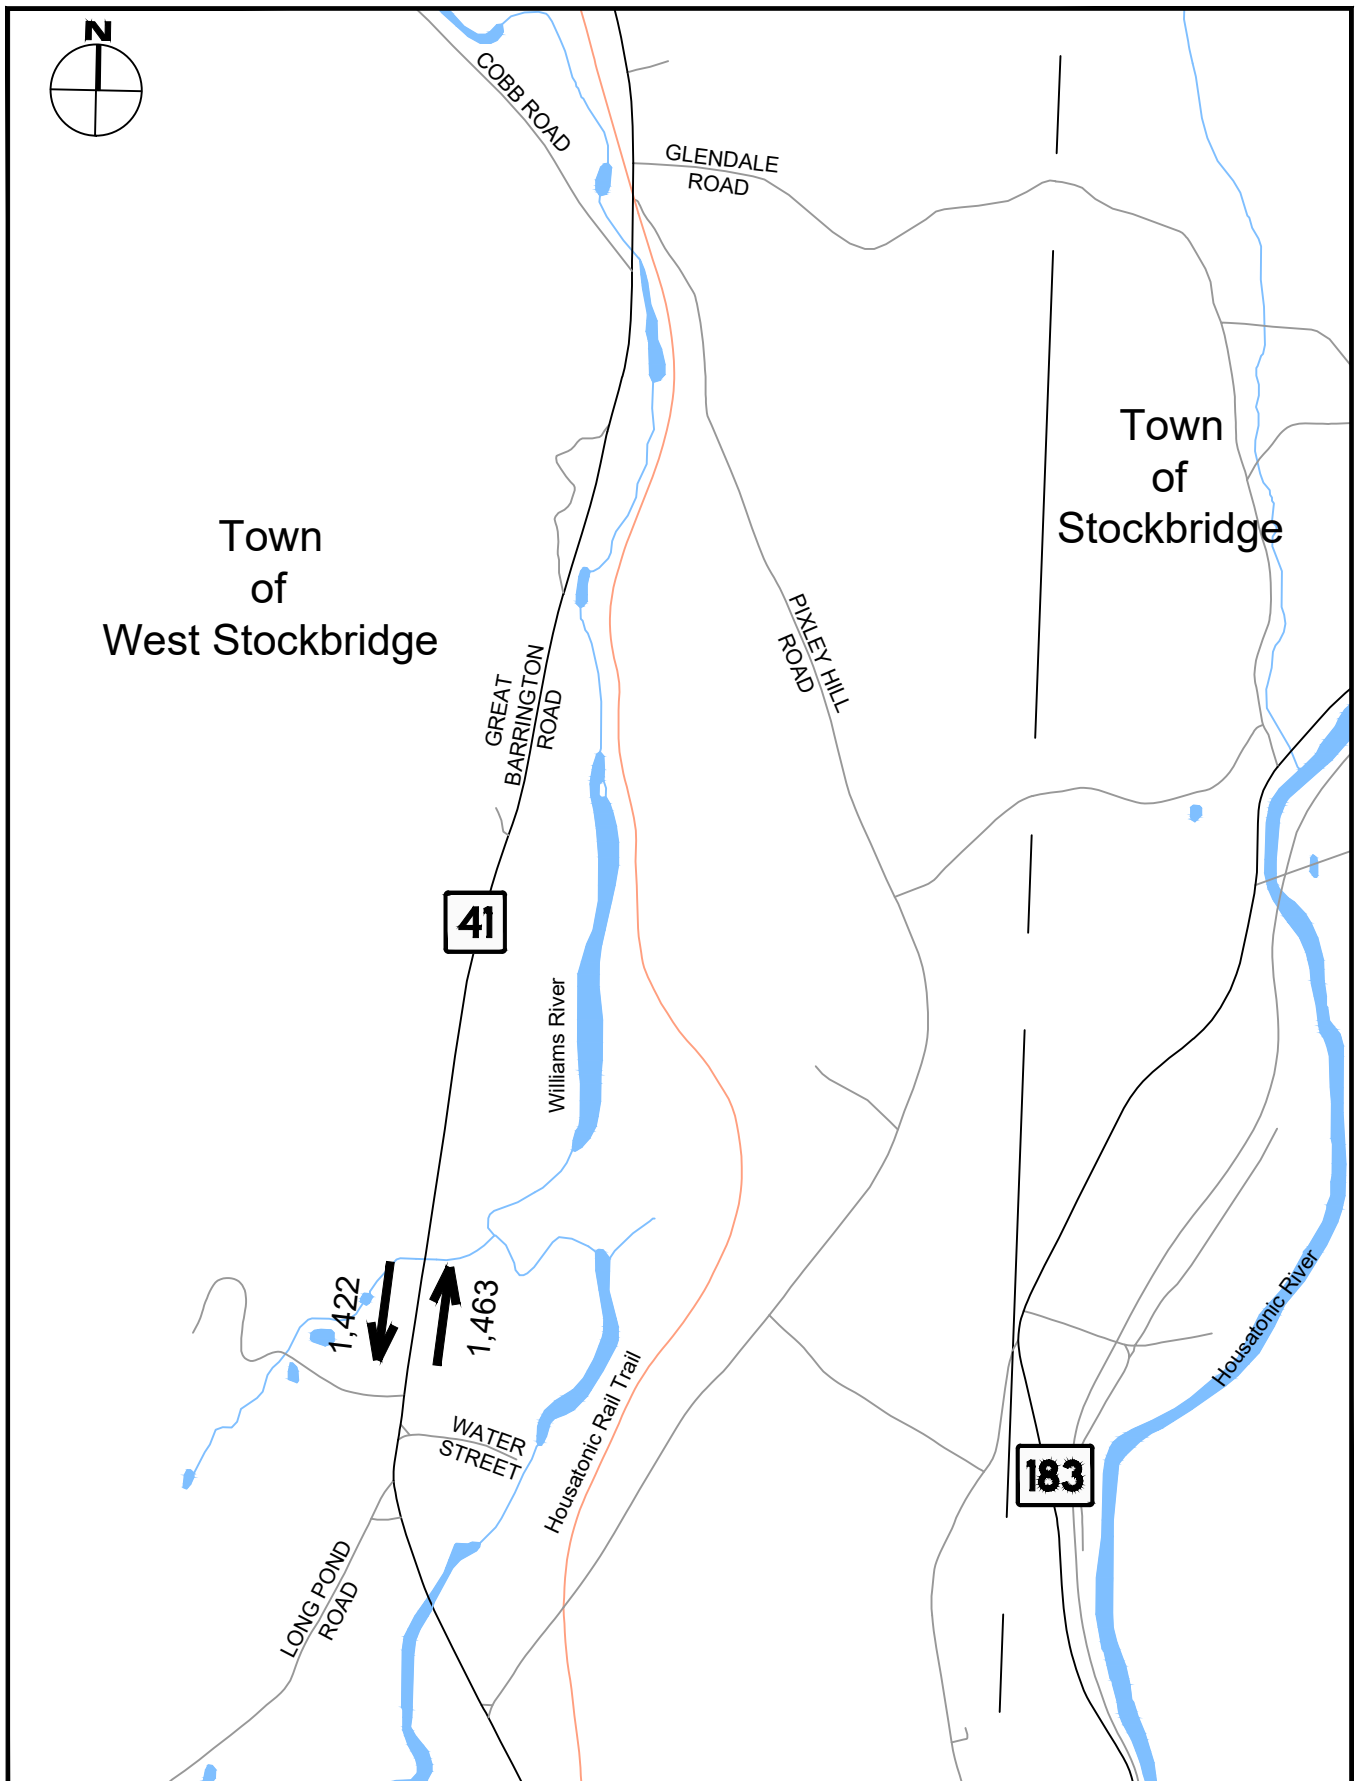 N
COBB ROAD
GLENDALE
ROAD
Town
of
Stockbridge
Town
of
West Stockbridge
PIXLEY HILL
ROAD
GREAT
BARRINGTON
ROAD
41
Williams River
1,422
1,463
Housatonic River
WATER
STREET
Housatonic Rail Trail
183
LONG POND
ROAD